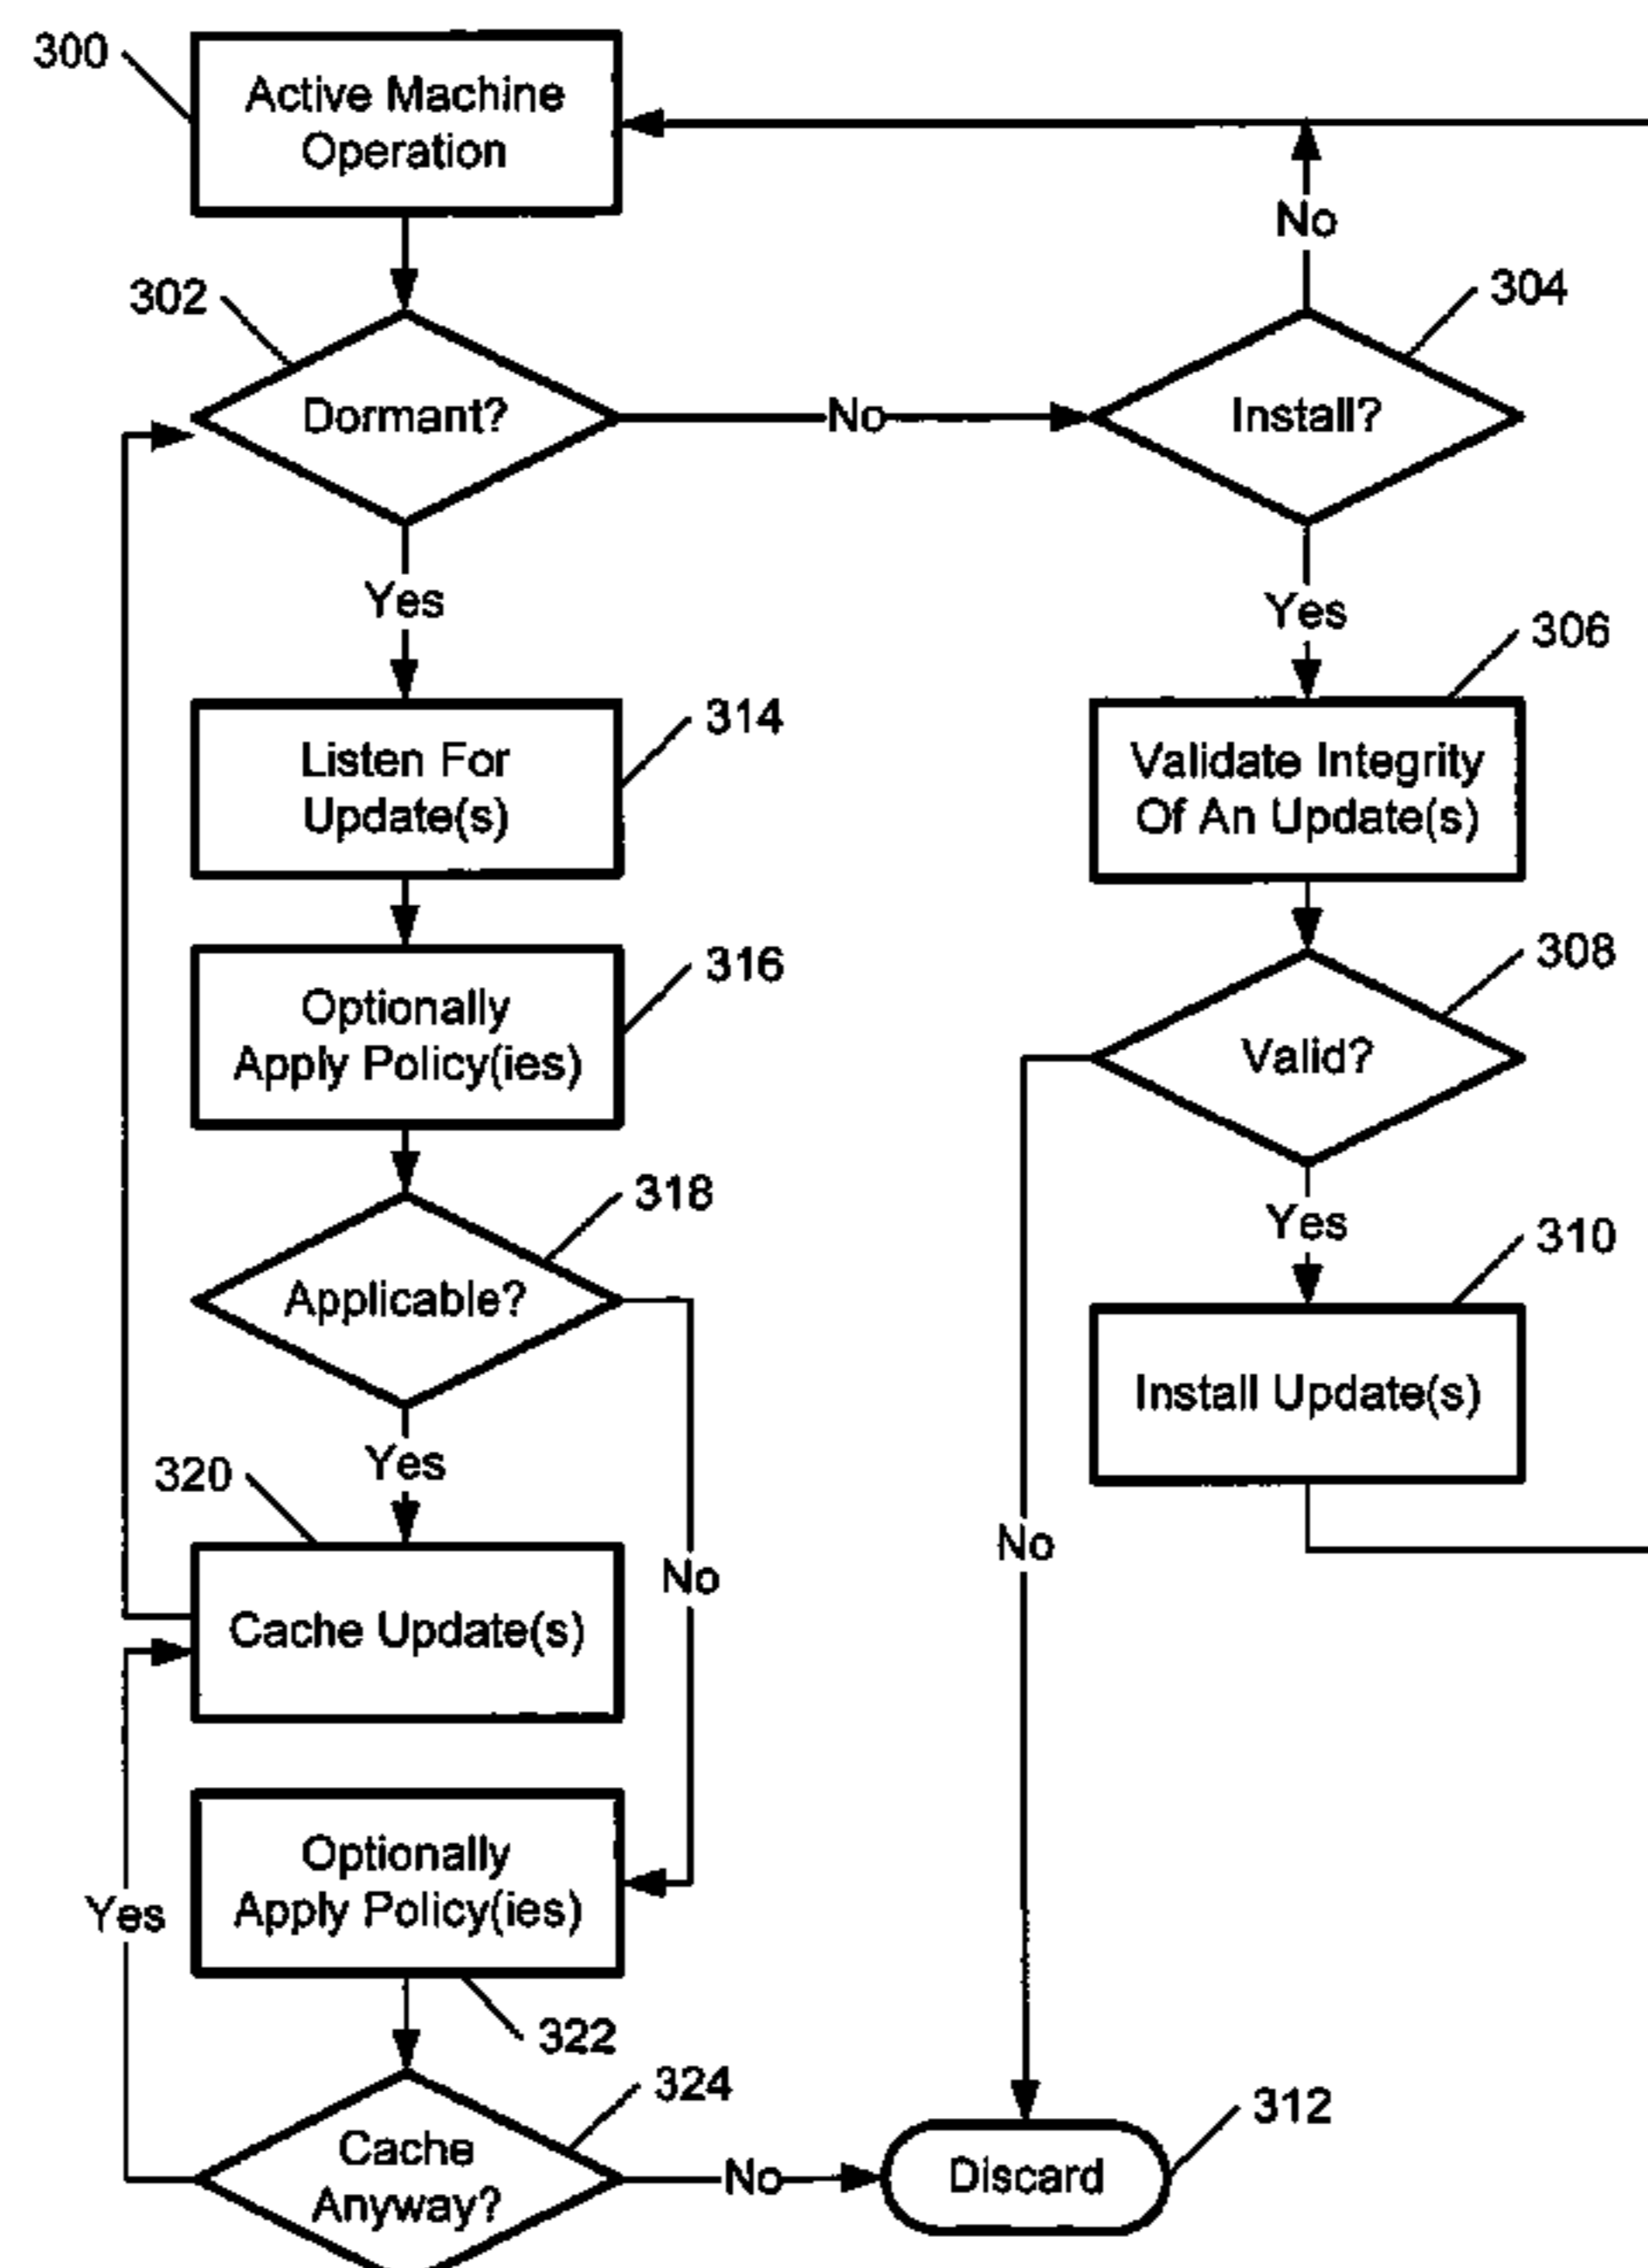 300
Active Machine
Operation
No
302
304
Dormant?
No
Install?
Yes
Yes
306
314
Listen For
Update(s)
Validate Integrity
Of An Update(s)
316
308
Optionally
Apply Policy(ies)
Valid?
318
Yes
310
Applicable?
Install Update(s)
Yes
320
No
No
Cache Update(s)
Optionally
Apply Policy(ies)
Yes
322
324
312
Cache
Anyway?
No
Discard